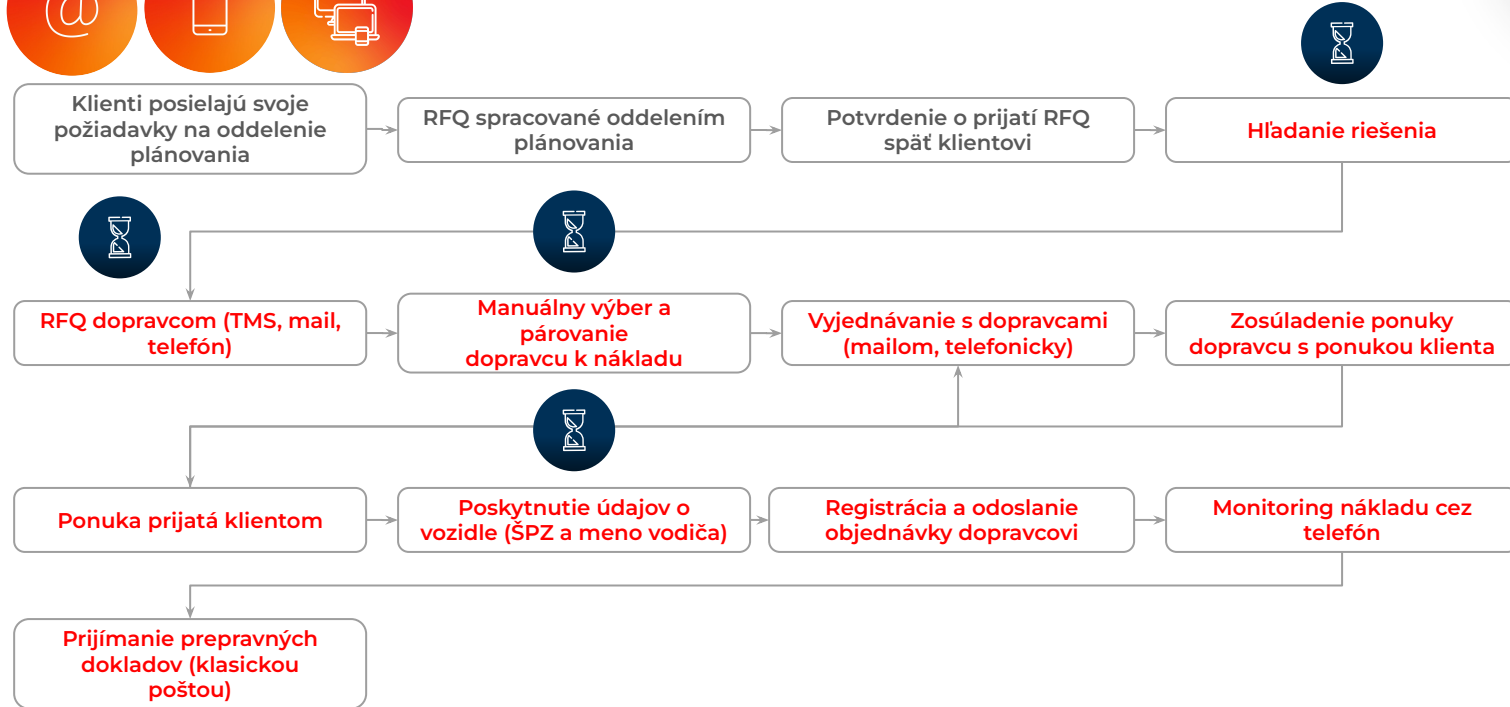 @
Klienti posielajú svoje
požiadavky na oddelenie
plánovania
RFQ spracované oddelením
plánovania
Potvrdenie o prijatí RFQ
späť klientovi
Hľadanie riešenia
RFQ dopravcom (TMS, mail,
telefón)
Manuálny výber a
párovanie
dopravcu k nákladu
Vyjednávanie s dopravcami
(mailom, telefonicky)
Zosúladenie ponuky
dopravcu s ponukou klienta
Ponuka prijatá klientom
Poskytnutie údajov o
vozidle (ŠPZ a meno vodiča)
Registrácia a odoslanie
objednávky dopravcovi
Monitoring nákladu cez
telefón
Prijímanie prepravných
dokladov (klasickou
poštou)